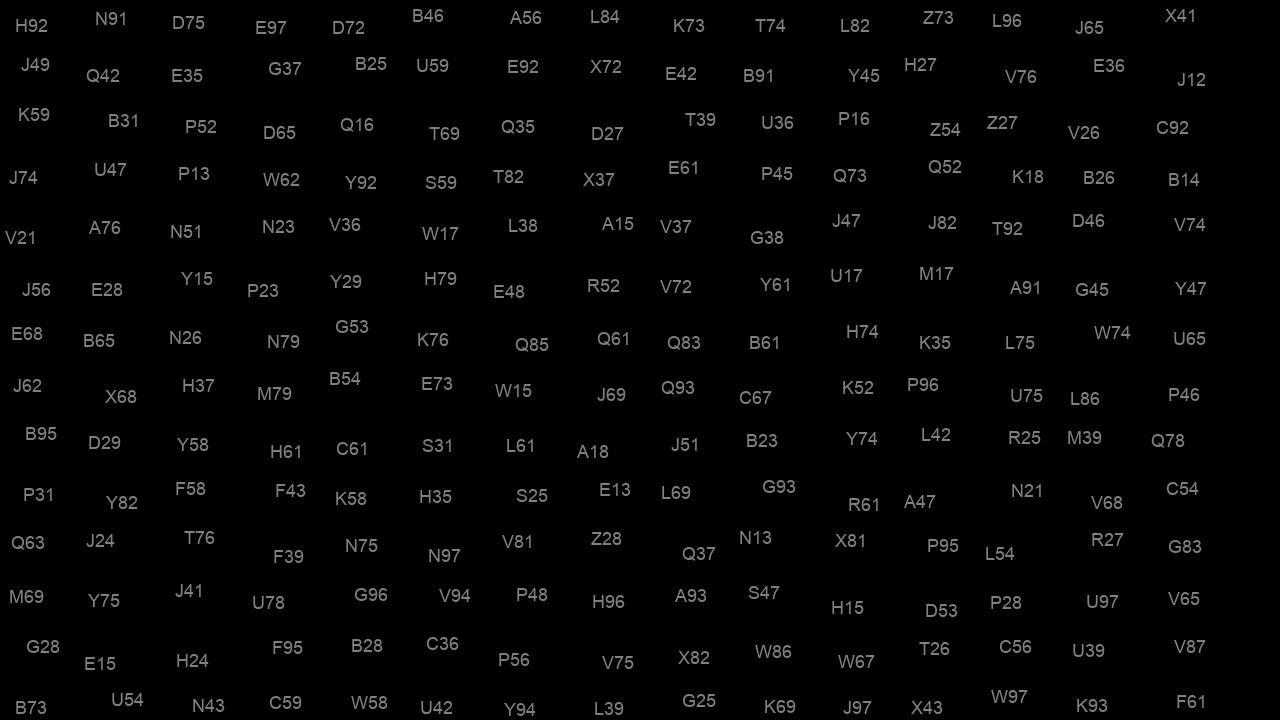 H92 N91 D75 E97 D72 B46 A56 L84 K73 T74 L82 Z73 L96 J65 X41
J49 Q42 E35 G37 B25 U59 E92 X72 E42 B91 Y45 H27 V76 E36 J12
K59 B31 P52 D65 Q16 T69 Q35 D27 T39 U36 P16 Z54 Z27 V26 C92
J74 U47 P13 W62 Y92 S59 T82 X37 E61 P45 Q73 Q52 K18 B26 B14
V21 A76 N51 N23 V36 W17 L38 A15 V37 G38 J47 J82 T92 D46 V74
J56 E28 Y15 P23 Y29 H79 E48 R52 V72 Y61 U17 M17 A91 G45 Y47
E68 B65 N26 N79 G53 K76 Q85 Q61 Q83 B61 H74 K35 L75 W74 U65
J62 X68 H37 M79 B54 E73 W15 J69 Q93 C67 K52 P96 U75 L86 P46
B95 D29 Y58 H61 C61 S31 L61 A18 J51 B23 Y74 L42 R25 M39 Q78
P31 Y82 F58 F43 K58 H35 S25 E13 L69 G93 R61 A47 N21 V68 C54
Q63 J24 T76 F39 N75 N97 V81 Z28 Q37 N13 X81 P95 L54 R27 G83
M69 Y75 J41 U78 G96 V94 P48 H96 A93 S47 H15 D53 P28 U97 V65
G28 E15 H24 F95 B28 C36 P56 V75 X82 W86 W67 T26 C56 U39 V87
B73 U54 N43 C59 W58 U42 Y94 L39 G25 K69 J97 X43 W97 K93 F61